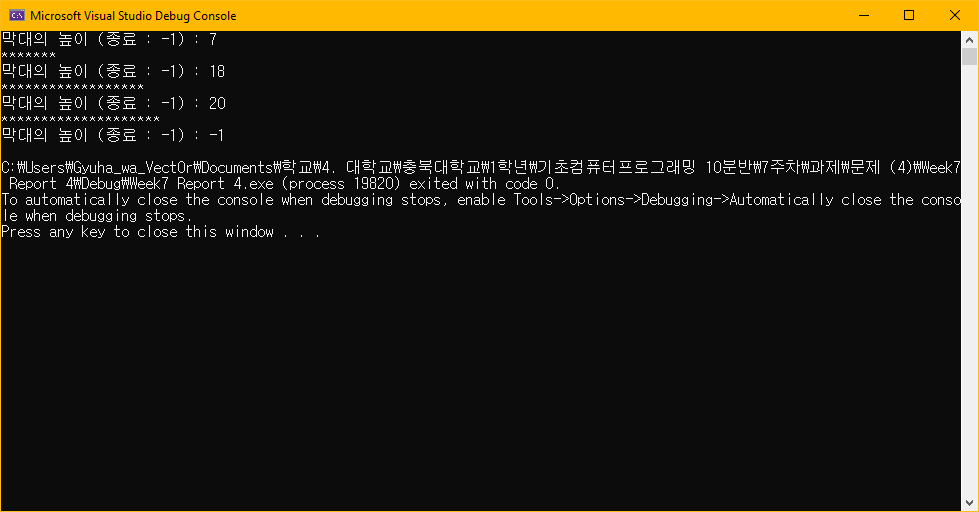 Microsoft Visual Studio Debug Console
막대의 높이 (종료 : -1) : 7
*******
막대의 높이 (종료 : -1) : 18
******************
막대의 높이 (종료 : -1) : 20
********************
막대의 높이 (종료 : -1) : -1
C:₩Users₩Gyuha_wa_VectOr₩Documents₩학교₩4. 대학교₩충북대학교₩1학년₩기초컴퓨터프로그래밍 10분반₩7주차₩과제₩문제 (4)₩Week7
Report 4₩Debug₩Week7 Report 4.exe (process 19820) exited with code 0.
To automatically close the console when debugging stops, enable Tools->Options->Debugging->Automatically close the conso
le when debugging stops.
Press any key to close this window . . .